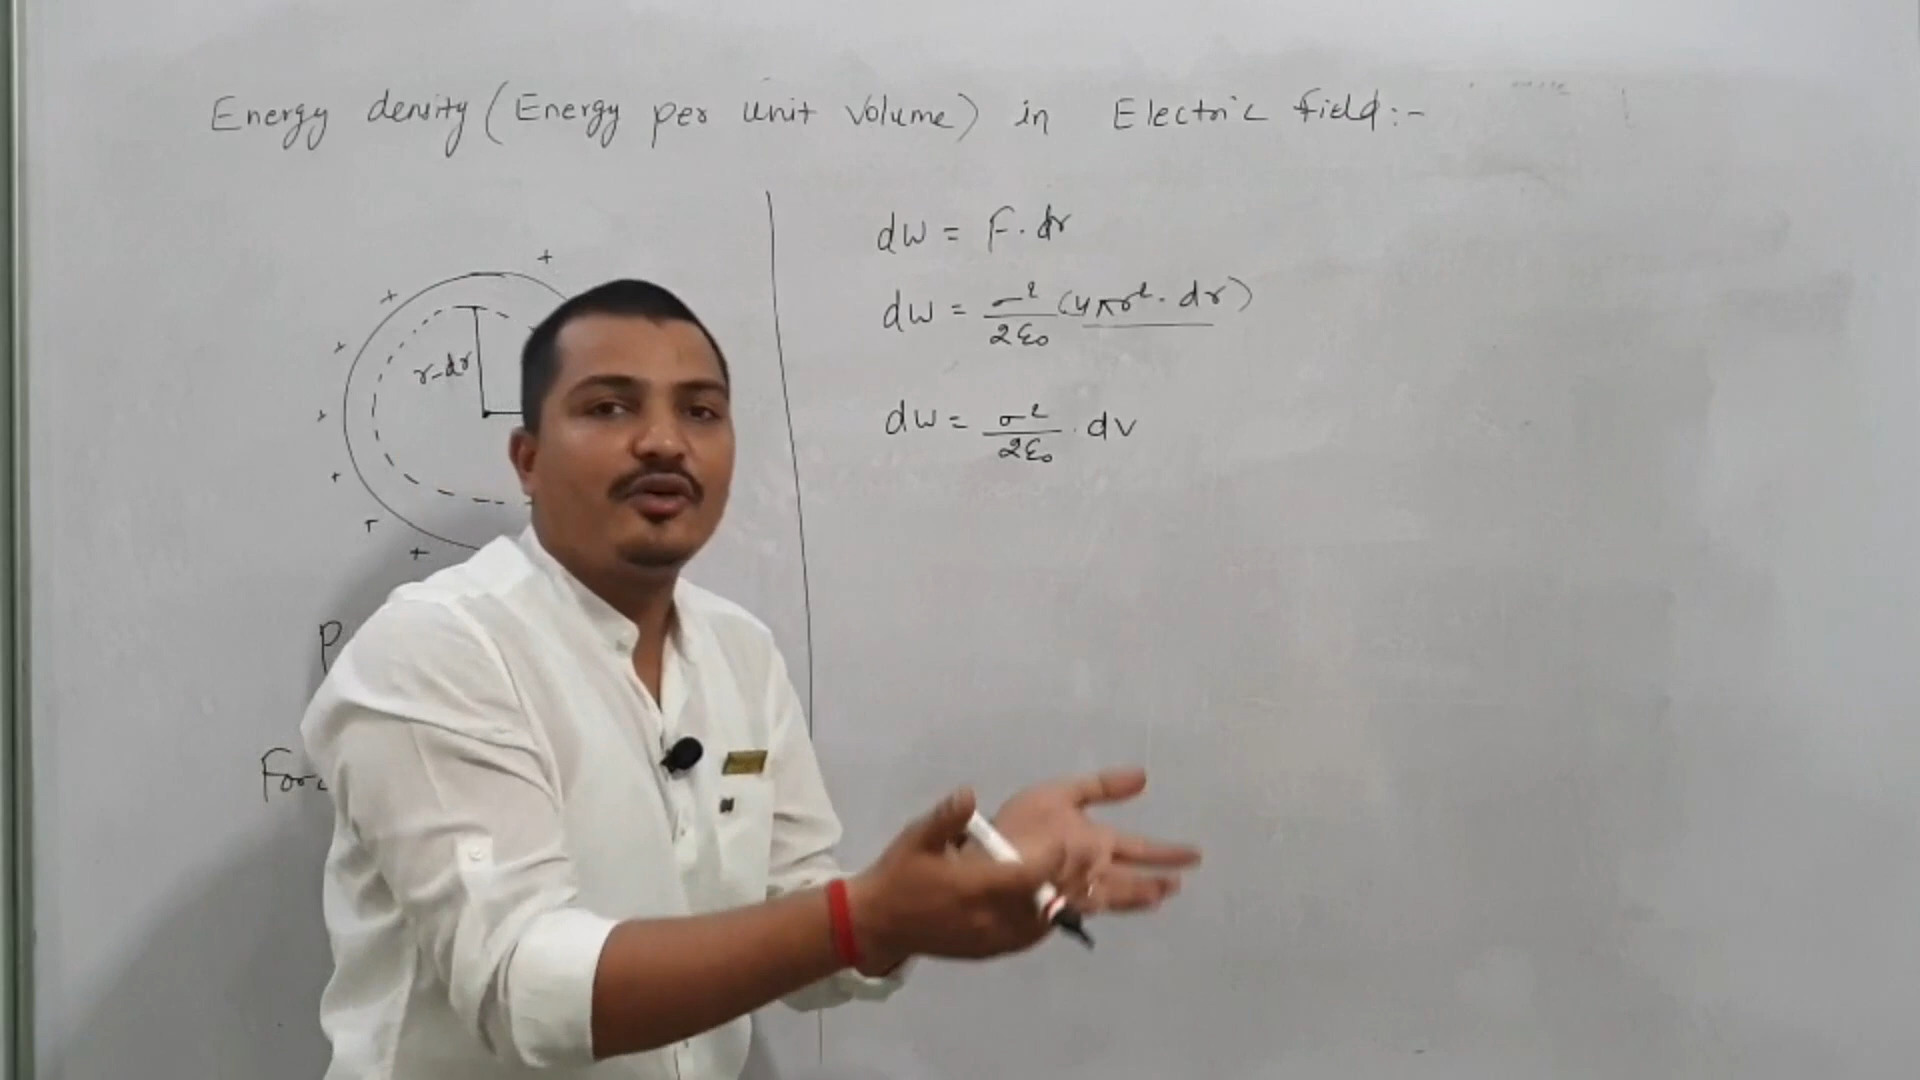 Energy density (Energy per unit volume) in Electric field:-
r-dr
P
dW = F. dr
dW = σ²/2ε₀ (4πr². dr)
dW = σ²/2ε₀ . dv